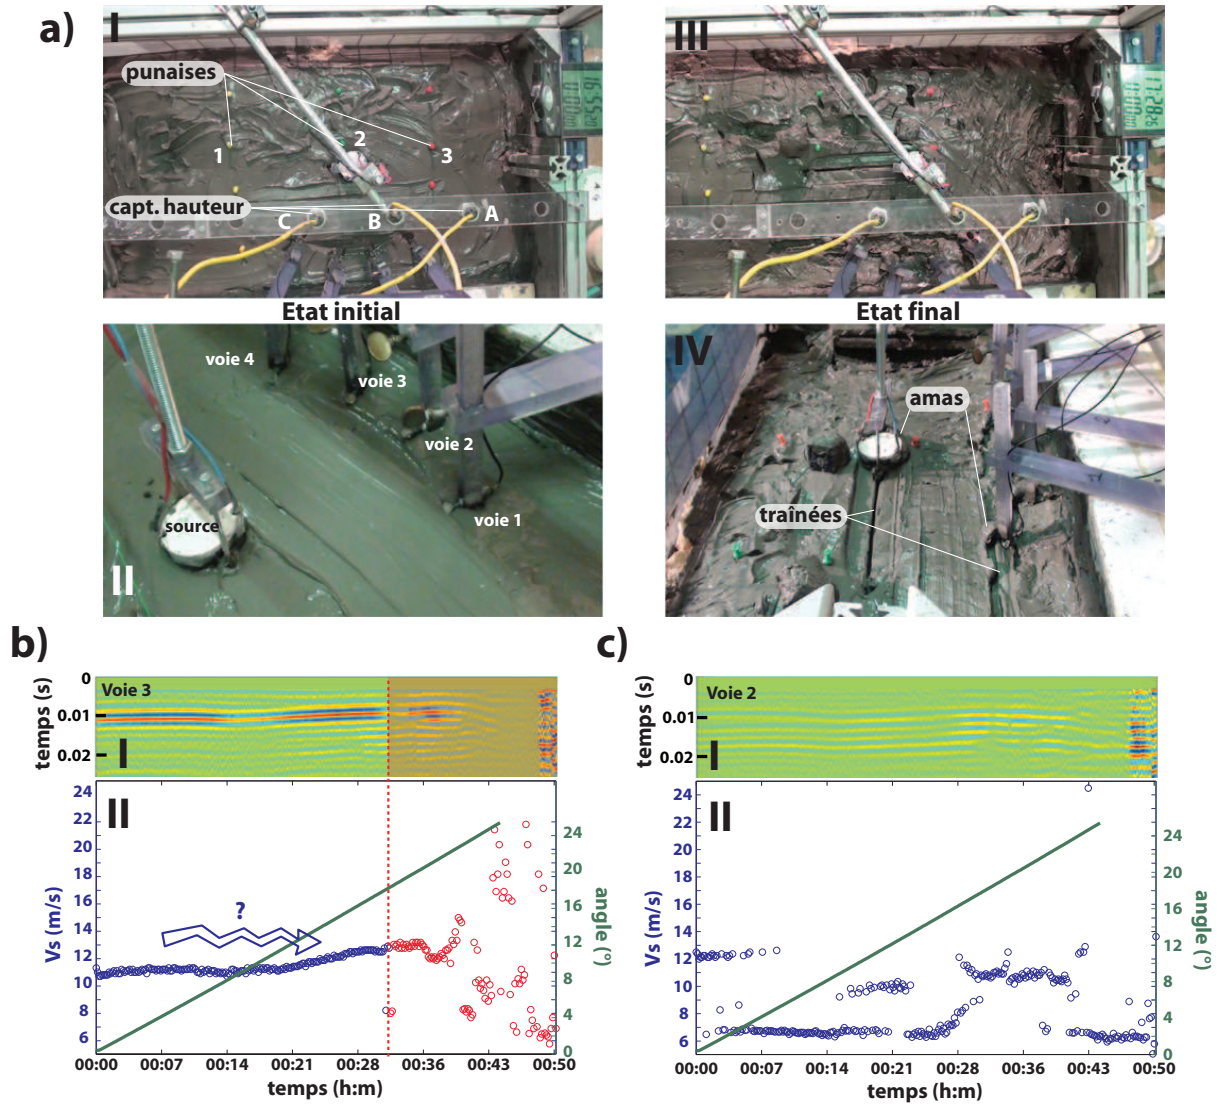 a)
I
punaises
1
2
3
capt. hauteur
C
B
A
16:55
III
17:28
Etat initial
Etat final
II
voie 4
voie 3
voie 2
voie 1
source
IV
amas
traînées
b)
Voie 3
temps (s)
0
0.01
0.02
I
II
?
Vs (m/s)
24
22
20
18
16
14
12
10
8
6
angle (°)
24
20
16
12
8
4
0
00:00 00:07 00:14 00:21 00:28 00:36 00:43 00:50
temps (h:m)
c)
Voie 2
temps (s)
0
0.01
0.02
I
II
Vs (m/s)
24
22
20
18
16
14
12
10
8
6
angle (°)
24
20
16
12
8
4
0
00:00 00:07 00:14 00:21 00:28 00:36 00:43 00:50
temps (h:m)